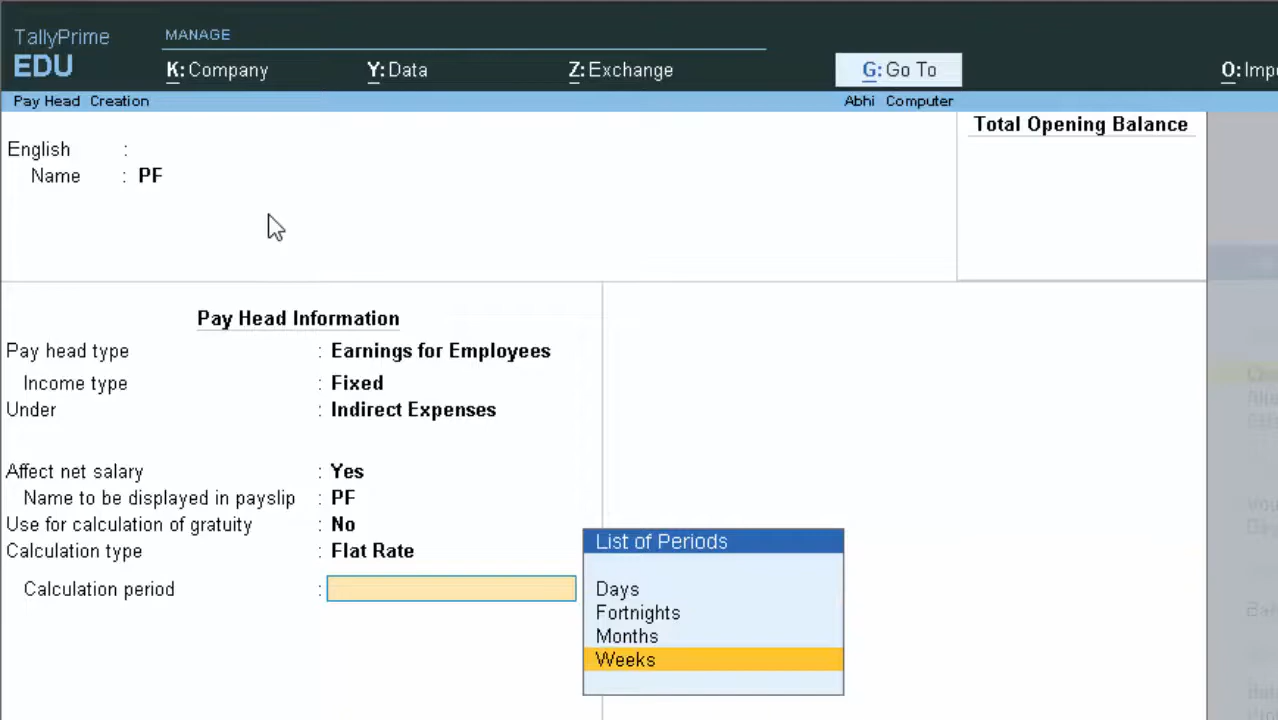 TallyPrime
EDU
MANAGE
K: Company
Y: Data
Z: Exchange
G: Go To
O: Imp
Pay Head Creation
Abhi Computer
English :
Name : PF
Total Opening Balance
Pay Head Information
Pay head type : Earnings for Employees
Income type : Fixed
Under : Indirect Expenses
Affect net salary : Yes
Name to be displayed in payslip : PF
Use for calculation of gratuity : No
Calculation type : Flat Rate
Calculation period :
List of Periods
Days
Fortnights
Months
Weeks